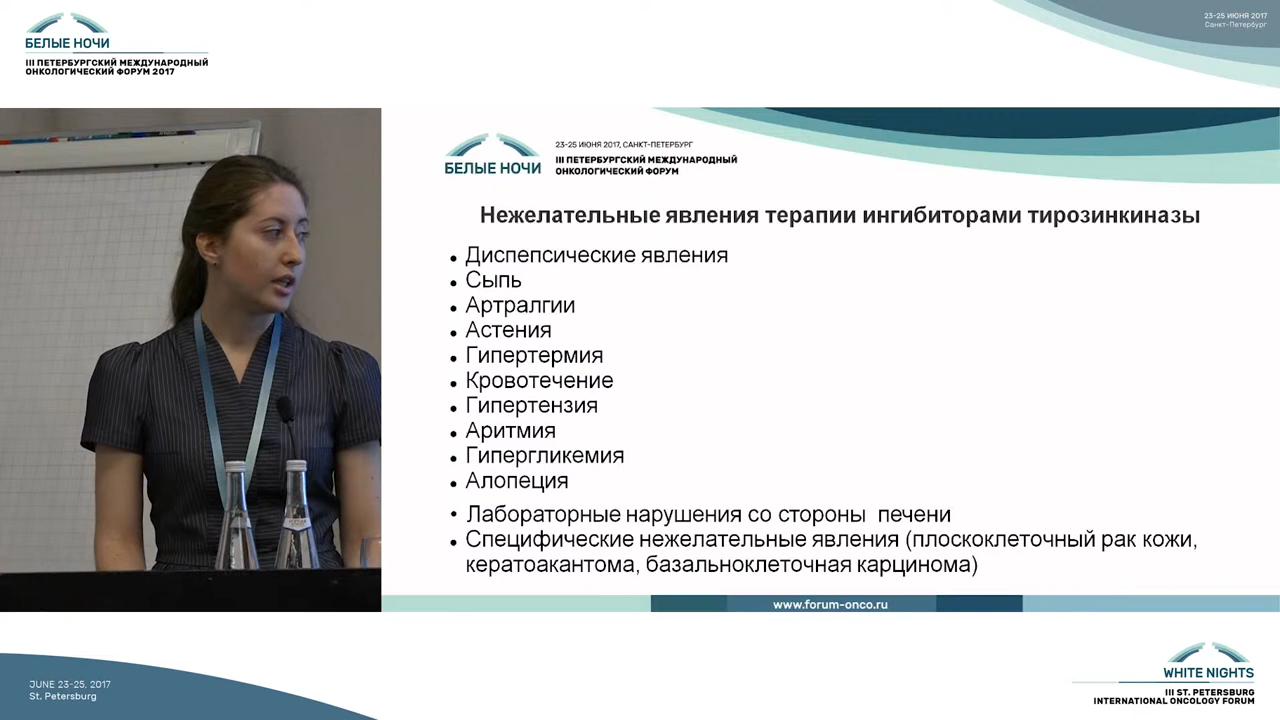 БЕЛЫЕ НОЧИ
III ПЕТЕРБУРГСКИЙ МЕЖДУНАРОДНЫЙ
ОНКОЛОГИЧЕСКИЙ ФОРУМ 2017
23-25 ИЮНЯ 2017
Санкт-Петербург
БЕЛЫЕ НОЧИ
23-25 ИЮНЯ 2017, САНКТ-ПЕТЕРБУРГ
III ПЕТЕРБУРГСКИЙ МЕЖДУНАРОДНЫЙ
ОНКОЛОГИЧЕСКИЙ ФОРУМ
Нежелательные явления терапии ингибиторами тирозинкиназы
• Диспепсические явления
• Сыпь
• Артралгии
• Астения
• Гипертермия
• Кровотечение
• Гипертензия
• Аритмия
• Гипергликемия
• Алопеция
• Лабораторные нарушения со стороны печени
• Специфические нежелательные явления (плоскоклеточный рак кожи,
кератоакантома, базальноклеточная карцинома)
www.forum-onco.ru
JUNE 23-25, 2017
St. Petersburg
WHITE NIGHTS
III ST. PETERSBURG
INTERNATIONAL ONCOLOGY FORUM